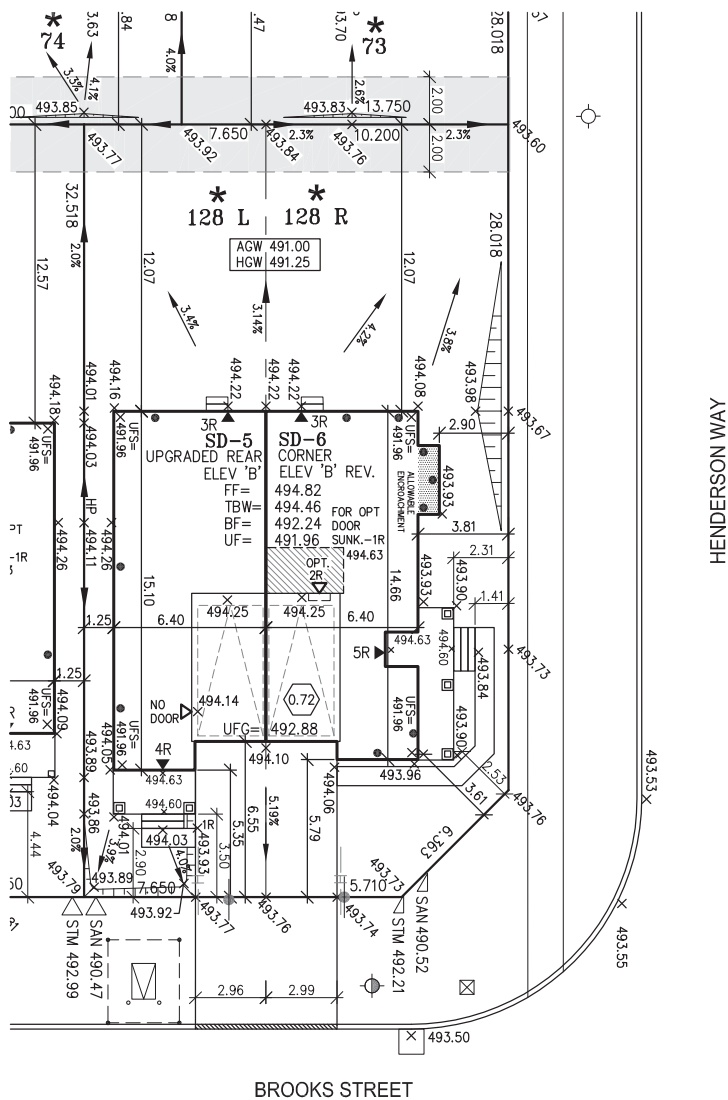 *
74
3.63
.84
8
4.0%
.47
13.70
*
73
28.018
3.3%
4.1%
2.6%
2.00
493.85
493.83
13.750
493.77
493.92
7.650
2.3%
493.84
10.200
493.76
2.3%
493.60
2.00
*
128 L
*
128 R
AGW 491.00
HGW 491.25
32.518
2.0%
12.57
12.07
12.07
28.018
3.4%
3.14%
4.2%
3.8%
494.18
494.01
494.16
494.22
494.22
494.22
494.08
493.98
493.67
2.90
3R
3R
UFS=
491.96
UFS=
491.96
UFS=
491.96
SD-5
UPGRADED REAR
ELEV 'B'
SD-6
CORNER
ELEV 'B' REV.
FF= 494.82
TBW= 494.46
BF= 492.24
UF= 491.96
FOR OPT
DOOR
SUNK.-1R
494.63
OPT.
2R
ALLOWABLE
ENCROACHMENT
493.93
494.03
HP
494.11
494.26
494.26
PT
-1R
3.81
2.31
1.41
493.93
493.90
15.10
14.66
494.25
494.25
1.25
6.40
6.40
1.25
494.63
494.60
5R
493.84
493.73
NO
DOOR
494.14
0.72
UFG= 492.88
UFS=
491.96
UFS=
491.96
UFS=
491.96
494.09
493.89
494.05
4R
494.63
494.10
494.06
493.96
493.90
2.53
3.61
493.76
493.53
494.04
493.86
494.60
494.01
494.03
1R
493.93
5.35
6.55
5.19%
5.79
6.363
4.44
2.0%
3.9%
2.90
4.0%
3.50
493.79
493.89
7.650
493.92
493.77
493.76
5.710
493.74
493.73
STM 492.99
SAN 490.47
STM 492.21
SAN 490.52
493.55
2.96
2.99
493.50
HENDERSON WAY
BROOKS STREET